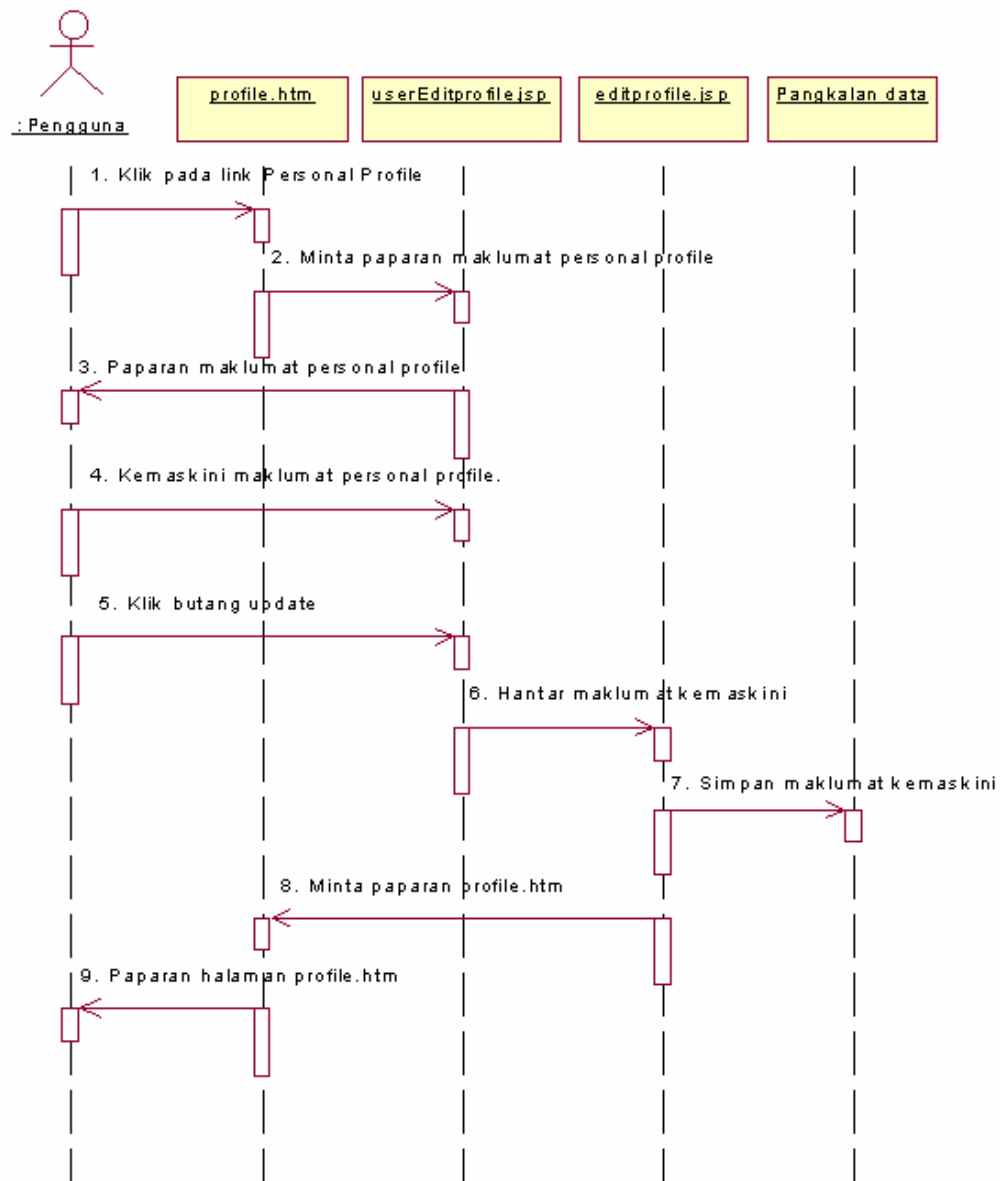 profile.htm
userEditprofile.jsp
editprofile.jsp
Pangkalan data
: Pengguna
1. Klik pada link Personal Profile
2. Minta paparan maklumat personal profile
3. Paparan maklumat personal profile
4. Kemaskini maklumat personal profile.
5. Klik butang update
6. Hantar maklumat kemaskini
7. Simpan maklumat kemaskini
8. Minta paparan profile.htm
9. Paparan halaman profile.htm